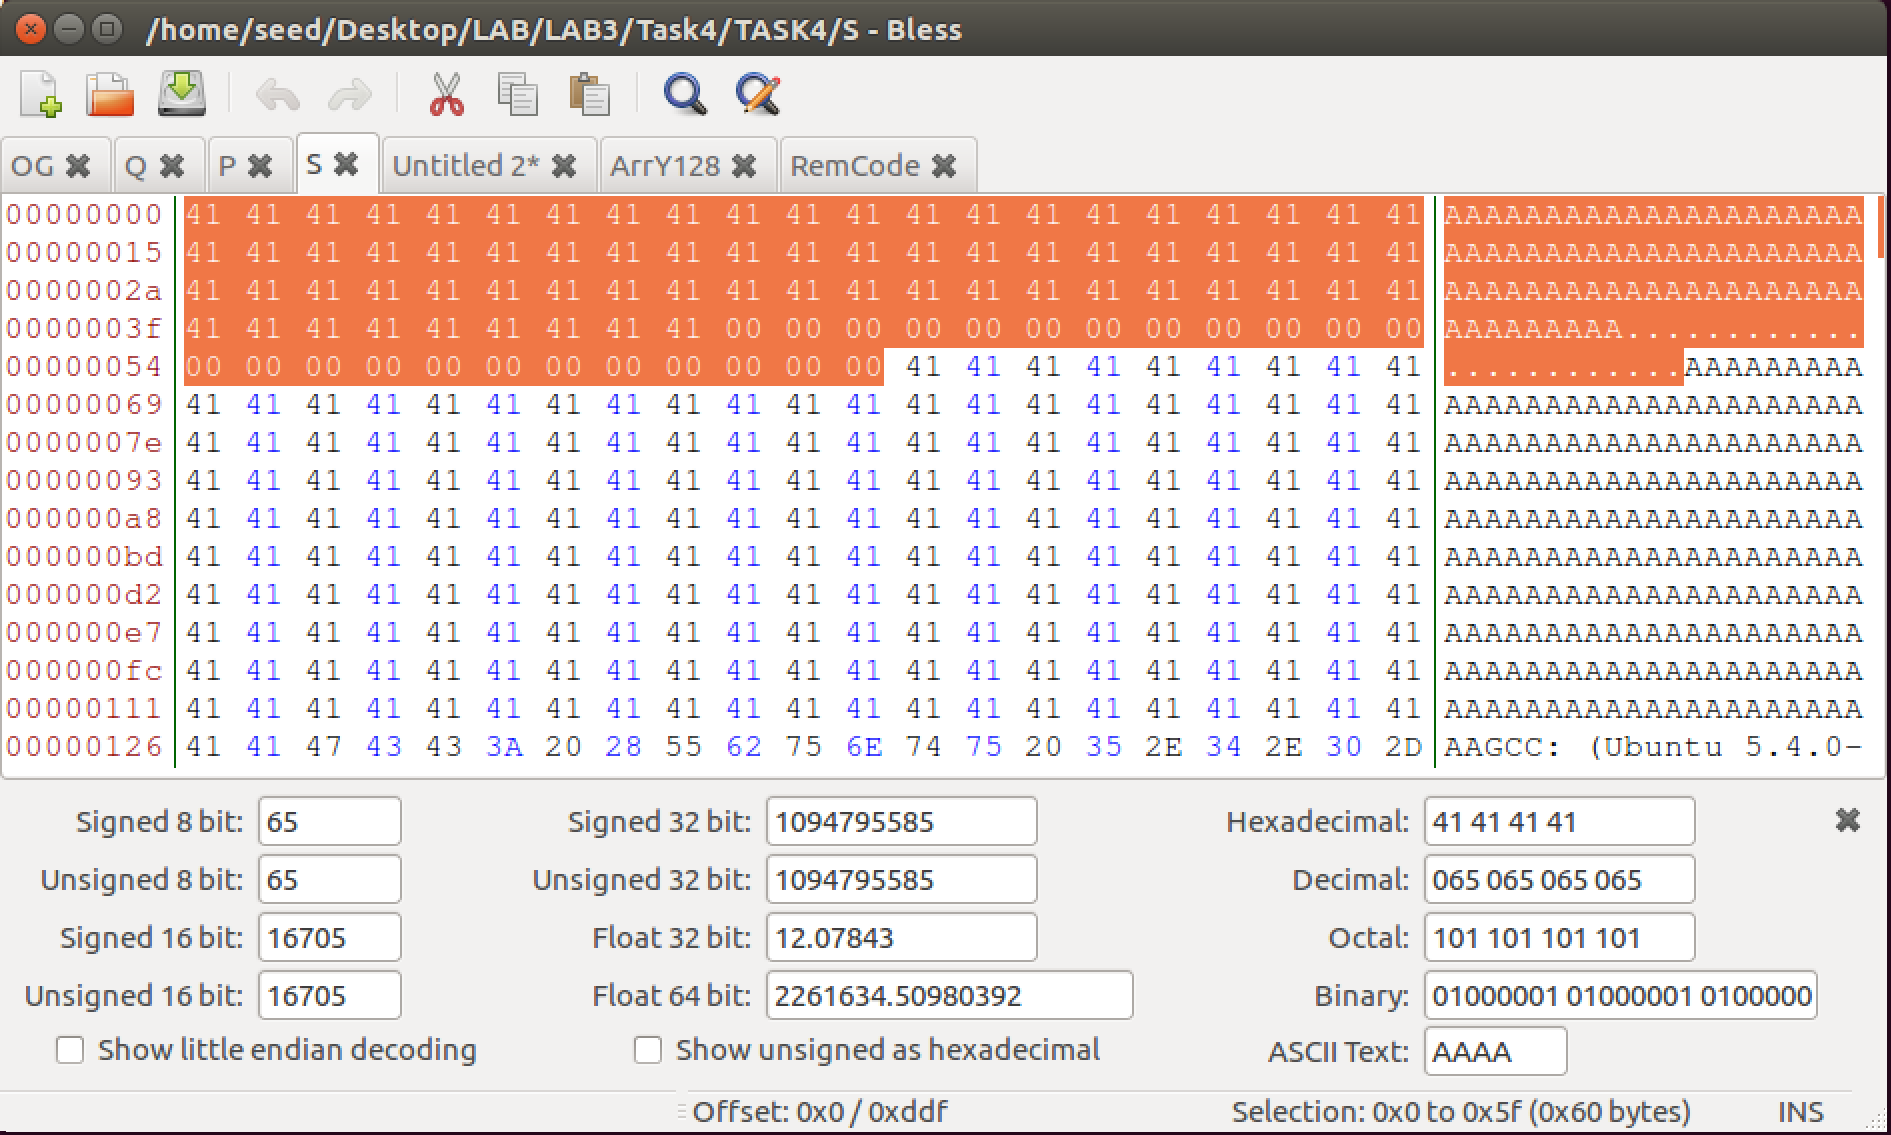 /home/seed/Desktop/LAB/LAB3/Task4/TASK4/S - Bless
OG Q P S Untitled 2* ArrY128 RemCode
00000000 41 41 41 41 41 41 41 41 41 41 41 41 41 41 41 41 41 41 41 41 41 AAAAAAAAAAAAAAAAAAAAA
00000015 41 41 41 41 41 41 41 41 41 41 41 41 41 41 41 41 41 41 41 41 41 AAAAAAAAAAAAAAAAAAAAA
0000002a 41 41 41 41 41 41 41 41 41 41 41 41 41 41 41 41 41 41 41 41 41 AAAAAAAAAAAAAAAAAAAAA
0000003f 41 41 41 41 41 41 41 41 41 00 00 00 00 00 00 00 00 00 00 00 00 AAAAAAAAA............
00000054 00 00 00 00 00 00 00 00 00 00 00 00 41 41 41 41 41 41 41 41 41 ............AAAAAAAAA
00000069 41 41 41 41 41 41 41 41 41 41 41 41 41 41 41 41 41 41 41 41 41 AAAAAAAAAAAAAAAAAAAAA
0000007e 41 41 41 41 41 41 41 41 41 41 41 41 41 41 41 41 41 41 41 41 41 AAAAAAAAAAAAAAAAAAAAA
00000093 41 41 41 41 41 41 41 41 41 41 41 41 41 41 41 41 41 41 41 41 41 AAAAAAAAAAAAAAAAAAAAA
000000a8 41 41 41 41 41 41 41 41 41 41 41 41 41 41 41 41 41 41 41 41 41 AAAAAAAAAAAAAAAAAAAAA
000000bd 41 41 41 41 41 41 41 41 41 41 41 41 41 41 41 41 41 41 41 41 41 AAAAAAAAAAAAAAAAAAAAA
000000d2 41 41 41 41 41 41 41 41 41 41 41 41 41 41 41 41 41 41 41 41 41 AAAAAAAAAAAAAAAAAAAAA
000000e7 41 41 41 41 41 41 41 41 41 41 41 41 41 41 41 41 41 41 41 41 41 AAAAAAAAAAAAAAAAAAAAA
000000fc 41 41 41 41 41 41 41 41 41 41 41 41 41 41 41 41 41 41 41 41 41 AAAAAAAAAAAAAAAAAAAAA
00000111 41 41 41 41 41 41 41 41 41 41 41 41 41 41 41 41 41 41 41 41 41 AAAAAAAAAAAAAAAAAAAAA
00000126 41 41 47 43 43 3A 20 28 55 62 75 6E 74 75 20 35 2E 34 2E 30 2D AAGCC: (Ubuntu 5.4.0-
Signed 8 bit: 65 Signed 32 bit: 1094795585 Hexadecimal: 41 41 41 41
Unsigned 8 bit: 65 Unsigned 32 bit: 1094795585 Decimal: 065 065 065 065
Signed 16 bit: 16705 Float 32 bit: 12.07843 Octal: 101 101 101 101
Unsigned 16 bit: 16705 Float 64 bit: 2261634.50980392 Binary: 01000001 01000001 0100000
Show little endian decoding Show unsigned as hexadecimal ASCII Text: AAAA
Offset: 0x0 / 0xddf Selection: 0x0 to 0x5f (0x60 bytes) INS